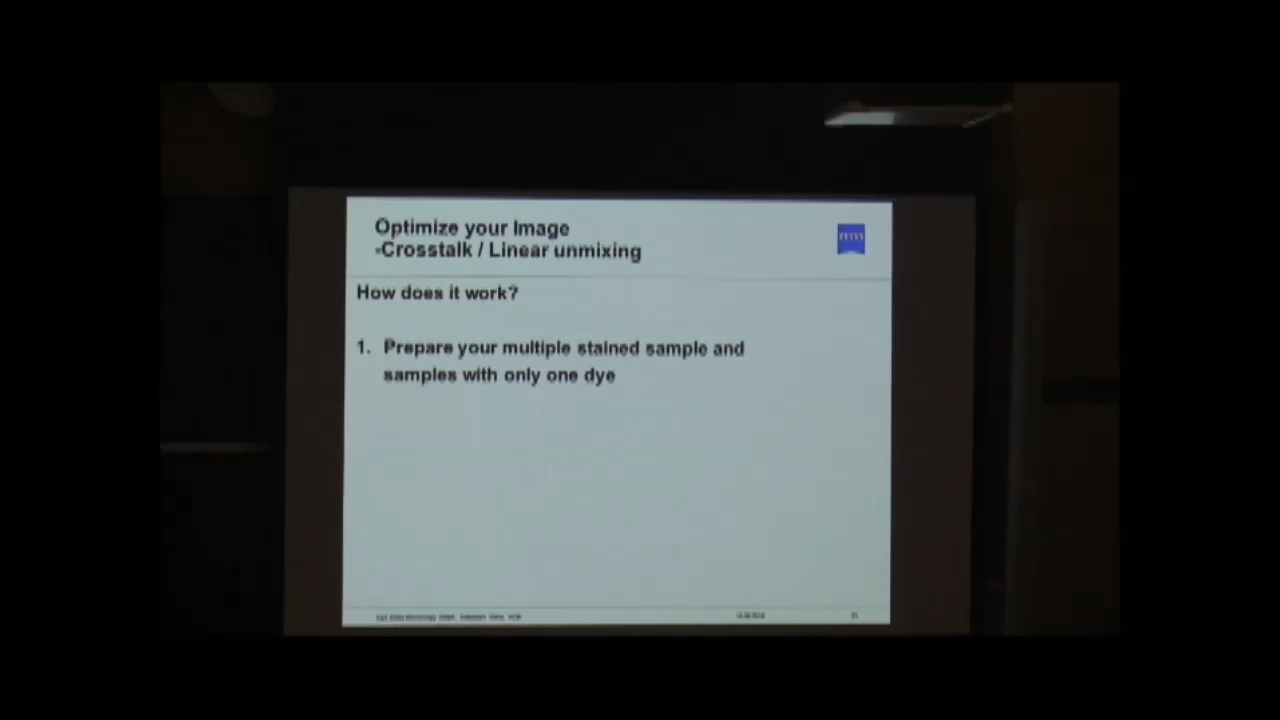 Optimize your Image
-Crosstalk / Linear unmixing
ZEISS
How does it work?
1. Prepare your multiple stained sample and
samples with only one dye